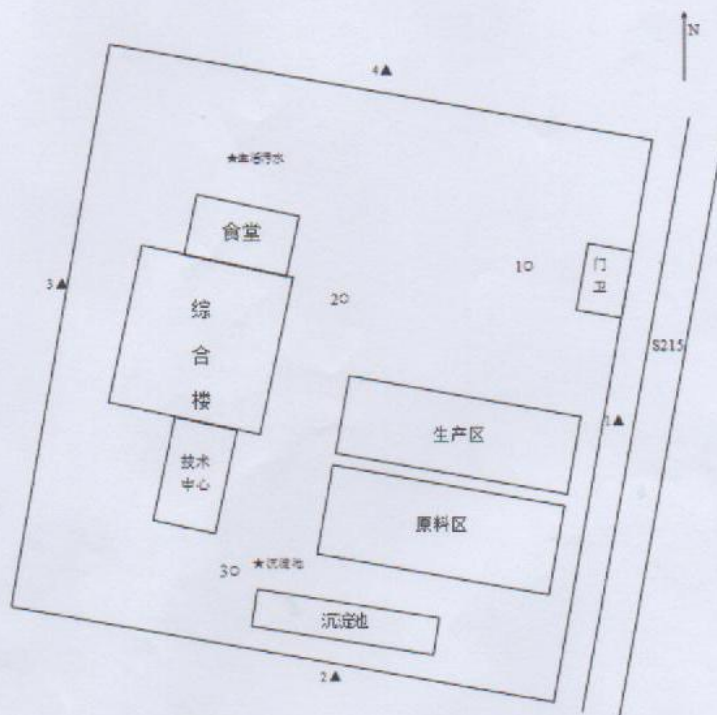 N
4▲
★生活污水
食堂
门
卫
1○
2○
3▲
综
合
楼
S215
1▲
生产区
技术
中心
原料区
3○
★沉淀池
沉淀池
2▲